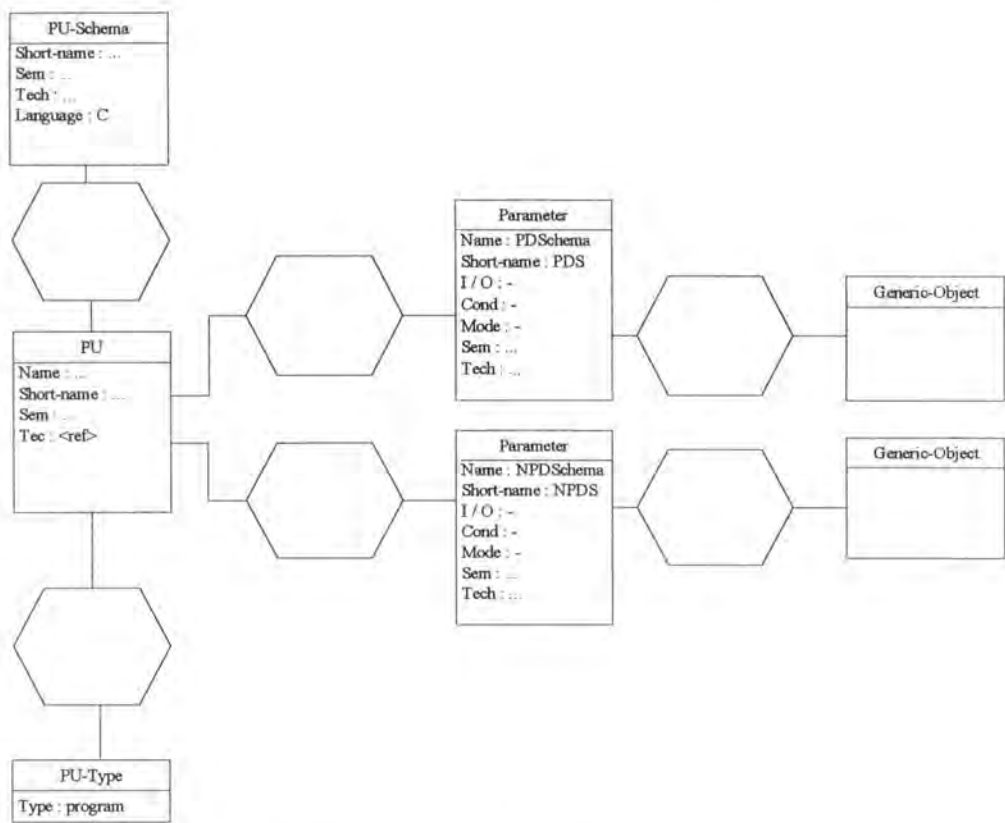 PU-Schema
Short-name : ...
Sem : ...
Tech : ...
Language : C
PU
Name : ...
Short-name : ...
Sem : ...
Tec : <ref>
PU-Type
Type : program
Parameter
Name : PDSchema
Short-name : PDS
I / O : -
Cond : -
Mode : -
Sem : ...
Tech : ...
Generic-Object
Parameter
Name : NPDSchema
Short-name : NPDS
I / O : -
Cond : -
Mode : -
Sem : ...
Tech : ...
Generic-Object